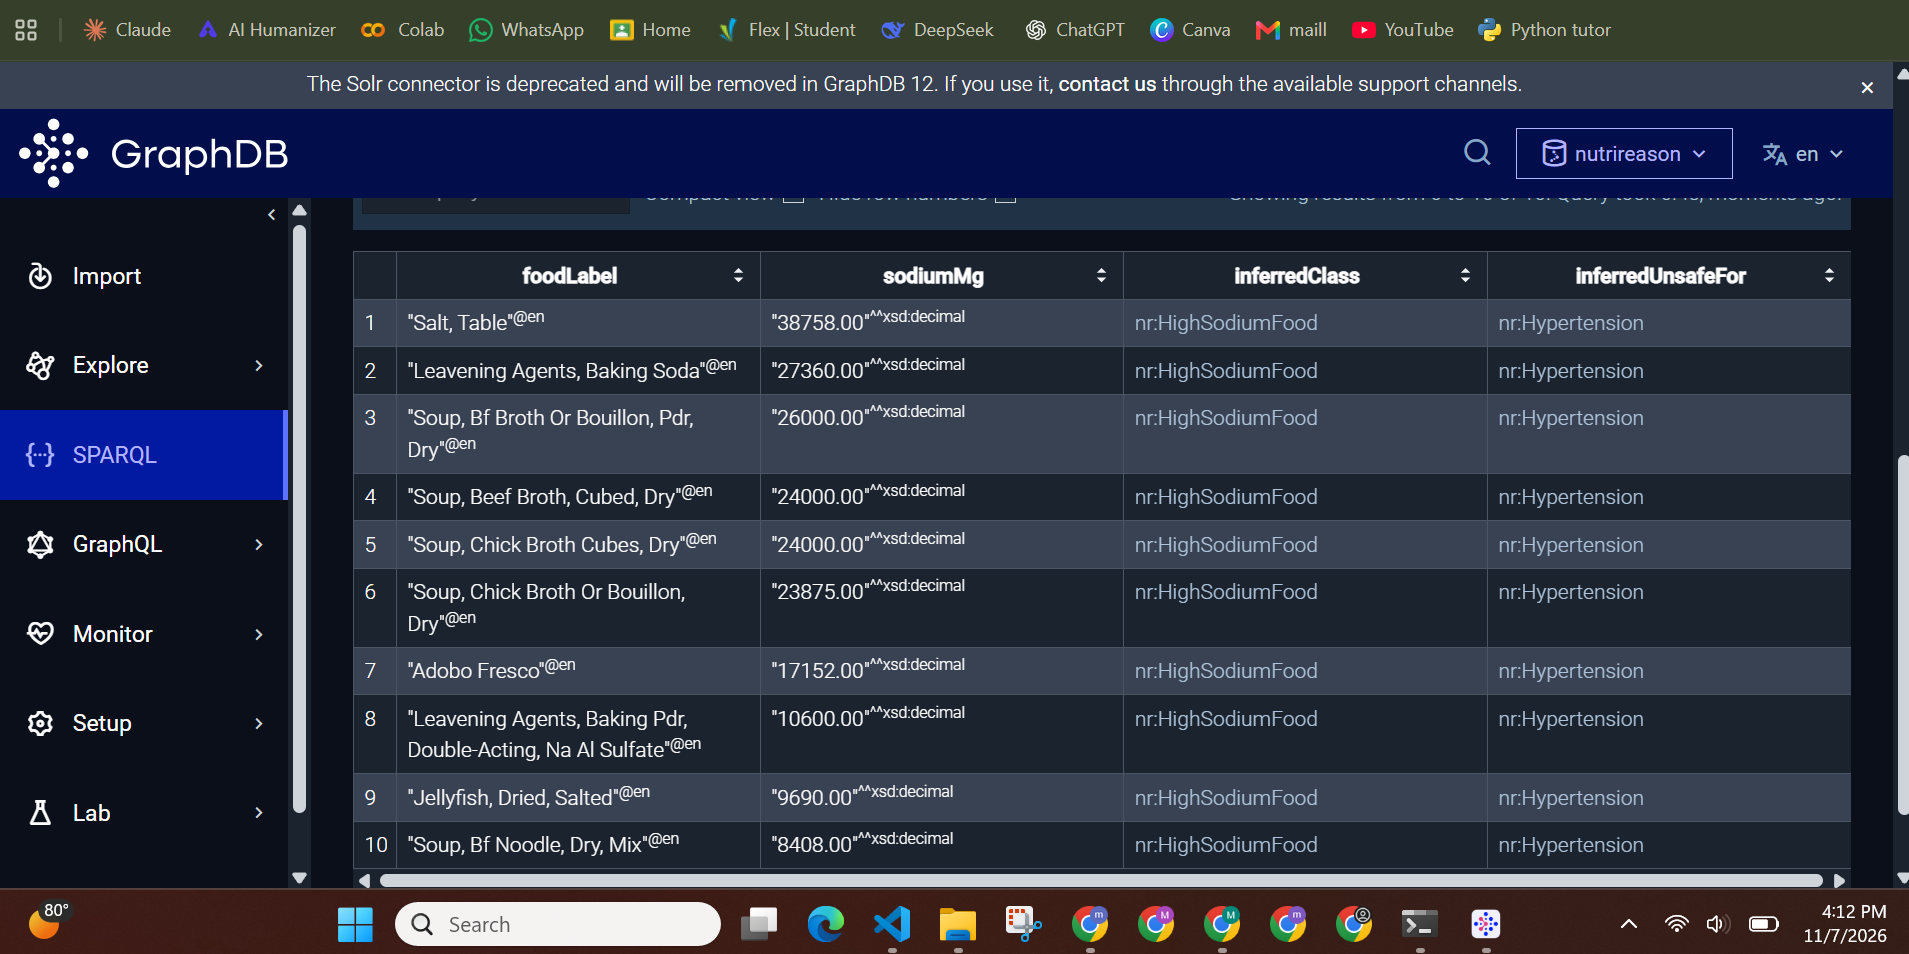 Claude
AI Humanizer
Colab
WhatsApp
Home
Flex | Student
DeepSeek
ChatGPT
Canva
maill
YouTube
Python tutor
The Solr connector is deprecated and will be removed in GraphDB 12. If you use it, contact us through the available support channels.
GraphDB
nutrireason
en
Import
Explore
SPARQL
GraphQL
Monitor
Setup
Lab
Compact view
Hide row numbers
foodLabel sodiumMg inferredClass inferredUnsafeFor
1 "Salt, Table"@en "38758.00"^^xsd:decimal nr:HighSodiumFood nr:Hypertension
2 "Leavening Agents, Baking Soda"@en "27360.00"^^xsd:decimal nr:HighSodiumFood nr:Hypertension
3 "Soup, Bf Broth Or Bouillon, Pdr, "26000.00"^^xsd:decimal nr:HighSodiumFood nr:Hypertension
Dry"@en
4 "Soup, Beef Broth, Cubed, Dry"@en "24000.00"^^xsd:decimal nr:HighSodiumFood nr:Hypertension
5 "Soup, Chick Broth Cubes, Dry"@en "24000.00"^^xsd:decimal nr:HighSodiumFood nr:Hypertension
6 "Soup, Chick Broth Or Bouillon, "23875.00"^^xsd:decimal nr:HighSodiumFood nr:Hypertension
Dry"@en
7 "Adobo Fresco"@en "17152.00"^^xsd:decimal nr:HighSodiumFood nr:Hypertension
8 "Leavening Agents, Baking Pdr, "10600.00"^^xsd:decimal nr:HighSodiumFood nr:Hypertension
Double-Acting, Na Al Sulfate"@en
9 "Jellyfish, Dried, Salted"@en "9690.00"^^xsd:decimal nr:HighSodiumFood nr:Hypertension
10 "Soup, Bf Noodle, Dry, Mix"@en "8408.00"^^xsd:decimal nr:HighSodiumFood nr:Hypertension
80°
Search
4:12 PM
11/7/2026